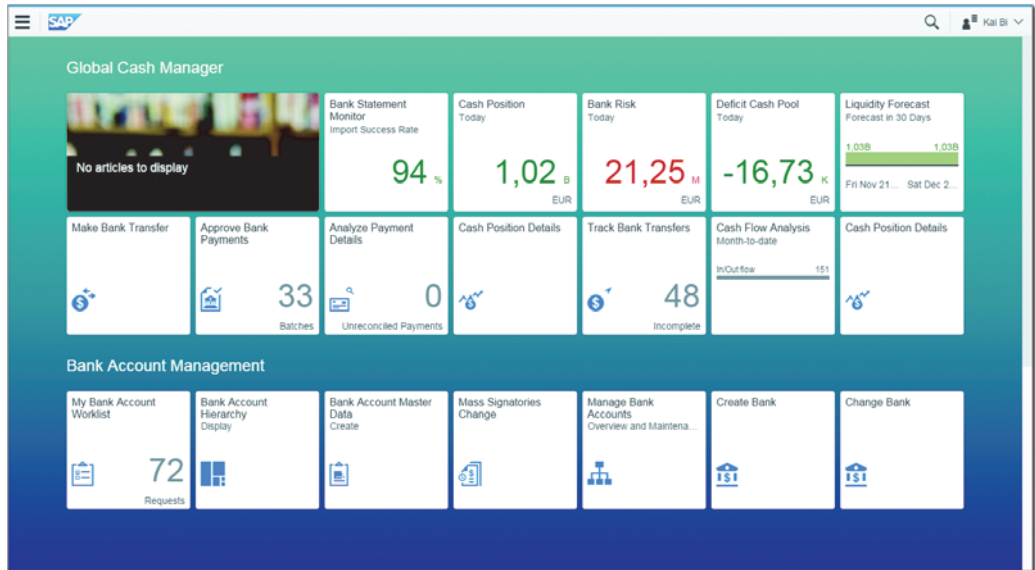 SAP
Kai Bi
Global Cash Manager
No articles to display
Bank Statement
Monitor
Import Success Rate
94 %
Cash Position
Today
1,02 B
EUR
Bank Risk
Today
21,25 M
EUR
Deficit Cash Pool
Today
-16,73 K
EUR
Liquidity Forecast
Forecast in 30 Days
1,03B 1,03B
Fri Nov 21... Sat Dec 2...
Make Bank Transfer
Approve Bank
Payments
33
Batches
Analyze Payment
Details
0
Unreconciled Payments
Cash Position Details
Track Bank Transfers
48
Incomplete
Cash Flow Analysis
Month-to-date
In/Out flow 151
Cash Position Details
Bank Account Management
My Bank Account
Worklist
72
Requests
Bank Account
Hierarchy
Display
Bank Account Master
Data
Create
Mass Signatories
Change
Manage Bank
Accounts
Overview and Maintena...
Create Bank
Change Bank